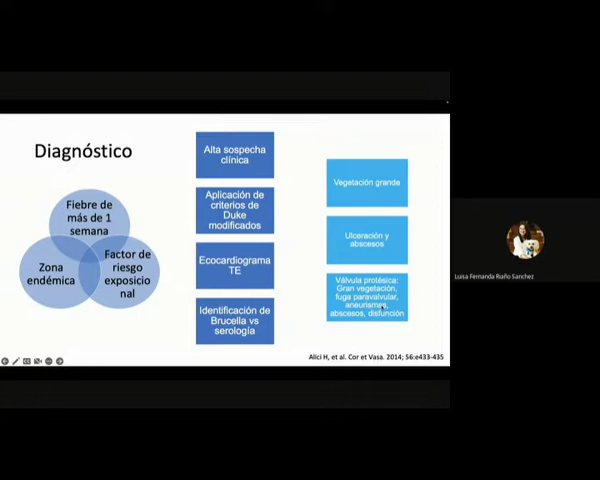 Diagnóstico
Fiebre de
más de 1
semana
Zona
endémica
Factor de
riesgo
exposicio
nal
Alta sospecha
clínica
Aplicación de
criterios de
Duke
modificados
Ecocardiograma
TE
Identificación de
Brucella vs
serología
Vegetación grande
Ulceración y
abscesos
Válvula protésica:
Gran vegetación,
fuga paravalvular,
aneurismas,
abscesos, disfunción
Alici H, et al. Cor et Vasa. 2014; 56:e433-435
Luisa Fernanda Riaño Sanchez